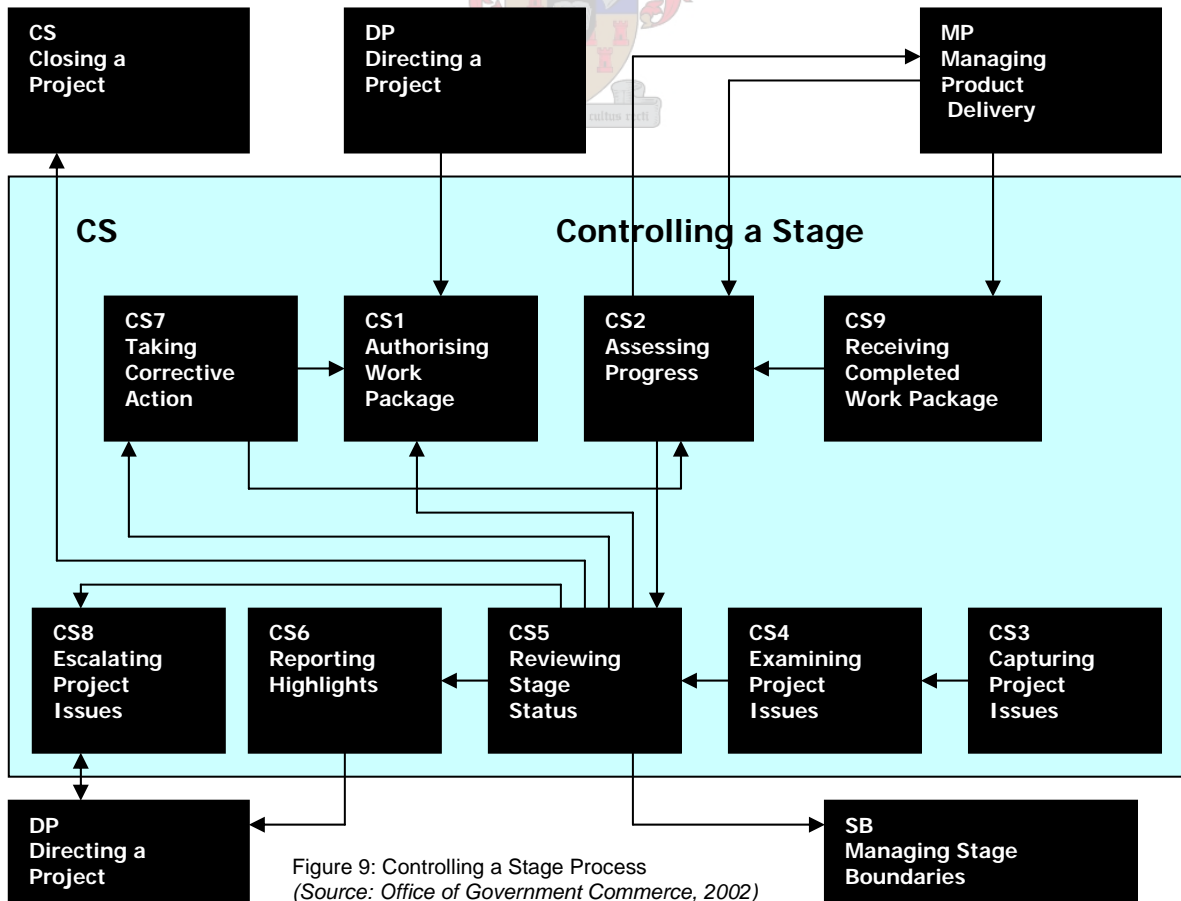 CS
Closing a
Project
DP
Directing a
Project
MP
Managing
Product
Delivery
cultus recti
CS
Controlling a Stage
CS7
Taking
Corrective
Action
CS1
Authorising
Work
Package
CS2
Assessing
Progress
CS9
Receiving
Completed
Work Package
CS8
Escalating
Project
Issues
CS6
Reporting
Highlights
CS5
Reviewing
Stage
Status
CS4
Examining
Project
Issues
CS3
Capturing
Project
Issues
DP
Directing a
Project
SB
Managing Stage
Boundaries
Figure 9: Controlling a Stage Process
(Source: Office of Government Commerce, 2002)